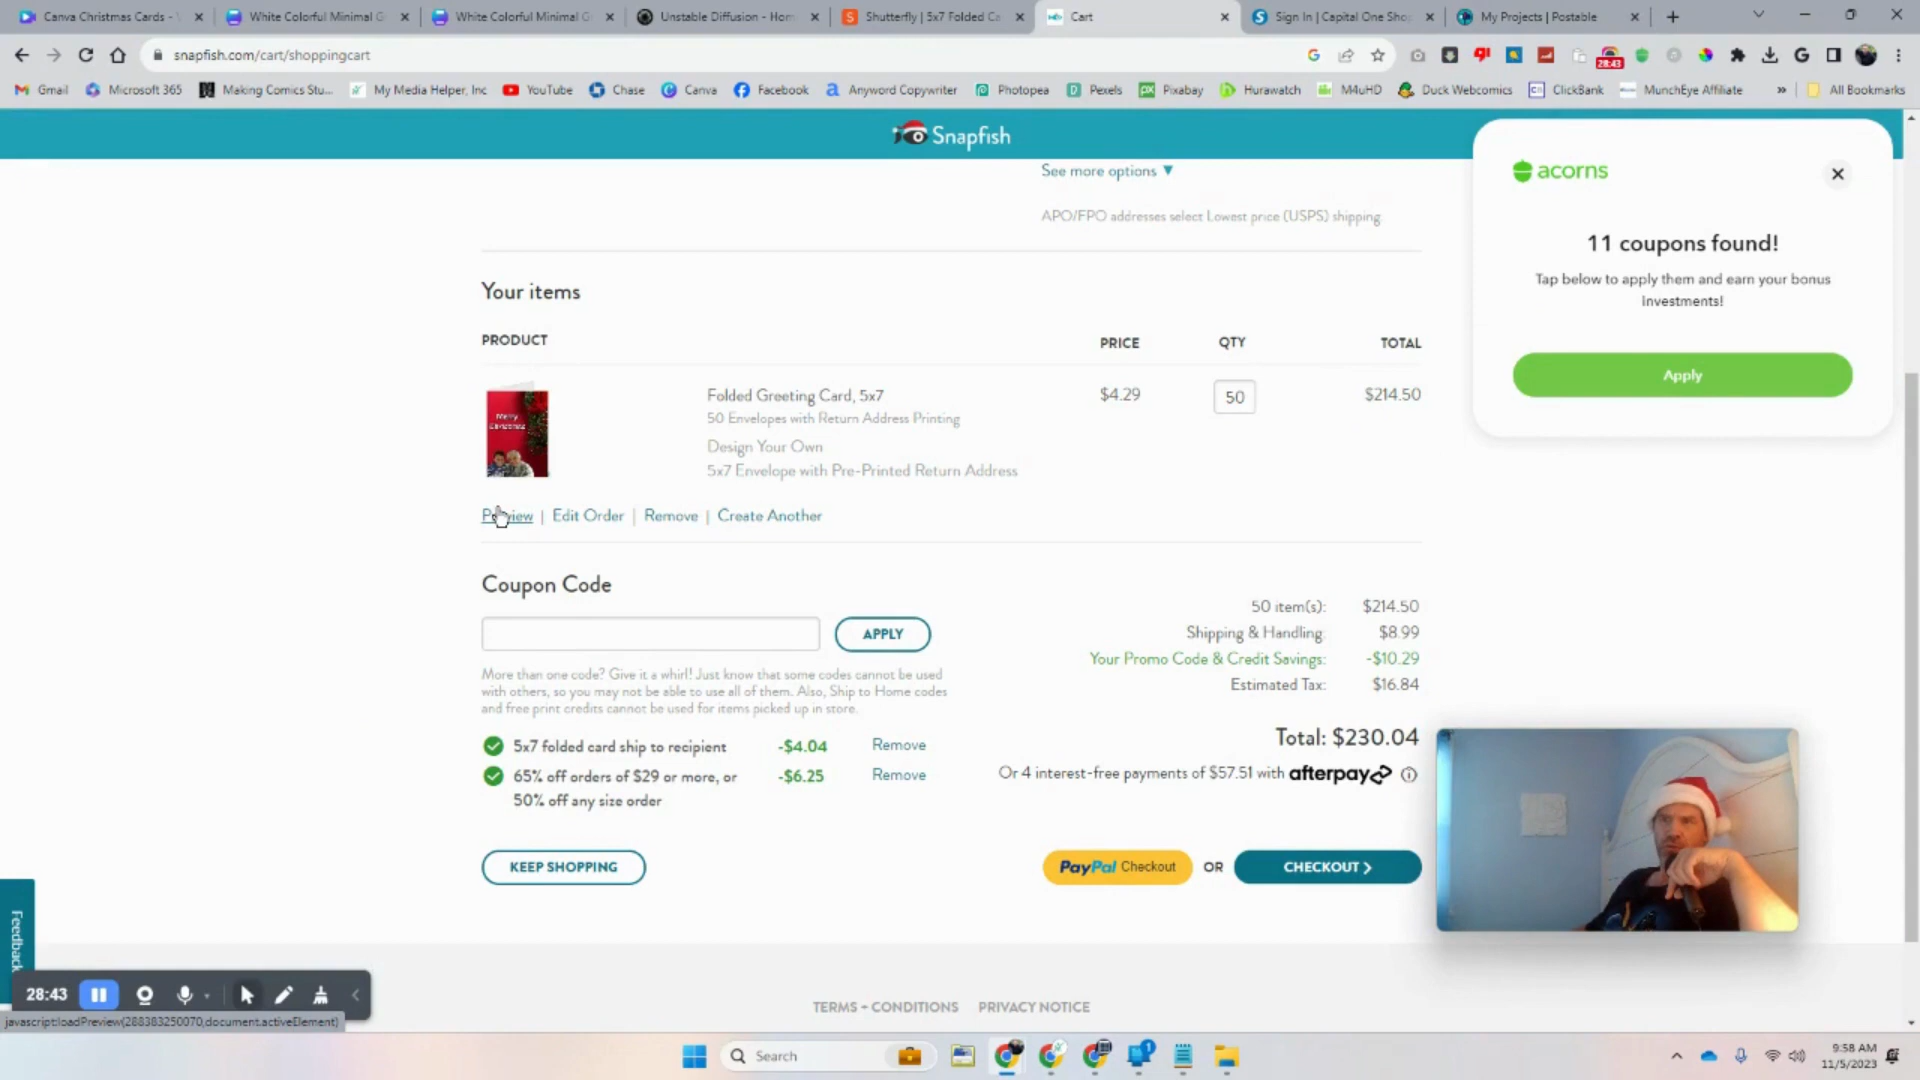 Canva Christmas Cards -
White Colorful Minimal G
White Colorful Minimal G
Unstable Diffusion - Hom
Shutterfly | 5x7 Folded Ca
Cart
Sign In | Capital One Sho
My Projects | Postable
snapfish.com/cart/shoppingcart
28:43
Gmail
Microsoft 365
Making Comics Stu...
My Media Helper, Inc
YouTube
Chase
Canva
Facebook
Anyword Copywriter
Photopea
Pexels
Pixabay
Hurawatch
M4uHD
Duck Webcomics
ClickBank
MunchEye Affiliate
»
All Bookmarks
Snapfish
See more options ▼
APO/FPO addresses select Lowest price (USPS) shipping.
acorns
11 coupons found!
Tap below to apply them and earn your bonus
investments!
Apply
Your items
PRODUCT PRICE QTY TOTAL
Merry
Christmas
Folded Greeting Card, 5x7 $4.29 50 $214.50
50 Envelopes with Return Address Printing
Design Your Own
5x7 Envelope with Pre-Printed Return Address
Preview | Edit Order | Remove | Create Another
Coupon Code
APPLY
More than one code? Give it a whirl! Just know that some codes cannot be used
with others, so you may not be able to use all of them. Also, Ship to Home codes
and free print credits cannot be used for items picked up in store.
5x7 folded card ship to recipient -$4.04 Remove
65% off orders of $29 or more, or -$6.25 Remove
50% off any size order
50 item(s): $214.50
Shipping & Handling: $8.99
Your Promo Code & Credit Savings: -$10.29
Estimated Tax: $16.84
Total: $230.04
Or 4 interest-free payments of $57.51 with afterpay
KEEP SHOPPING
PayPal Checkout OR CHECKOUT >
Feedback
28:43
TERMS + CONDITIONS PRIVACY NOTICE
javascript:loadPreview(288383250070,document.activeElement)
Search
1
9:58 AM
11/5/2023